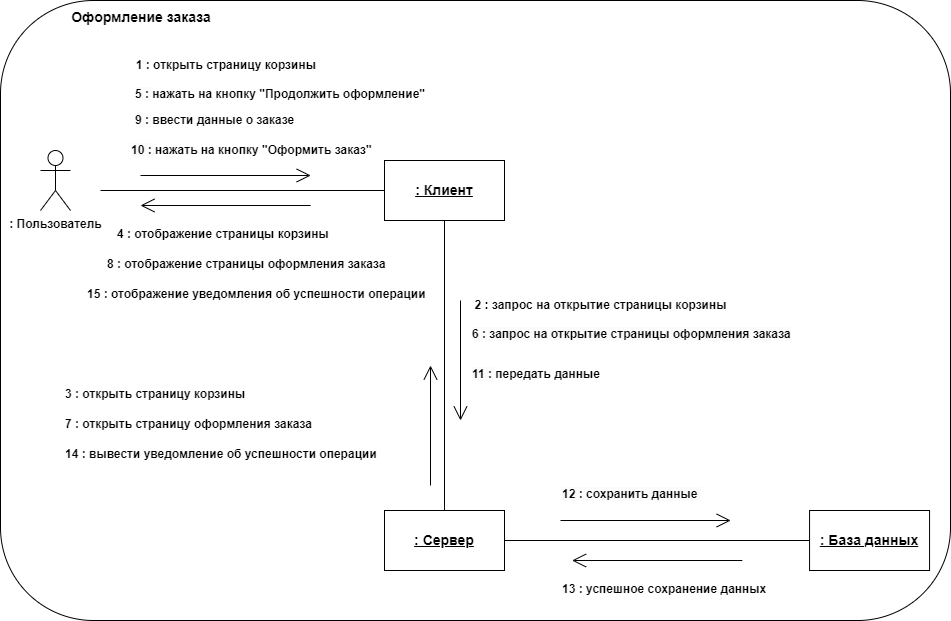 Оформление заказа
1 : открыть страницу корзины
5 : нажать на кнопку "Продолжить оформление"
9 : ввести данные о заказе
10 : нажать на кнопку "Оформить заказ"
: Клиент
: Пользователь
4 : отображение страницы корзины
8 : отображение страницы оформления заказа
15 : отображение уведомления об успешности операции
2 : запрос на открытие страницы корзины
6 : запрос на открытие страницы оформления заказа
11 : передать данные
3 : открыть страницу корзины
7 : открыть страницу оформления заказа
14 : вывести уведомление об успешности операции
12 : сохранить данные
: Сервер
: База данных
13 : успешное сохранение данных